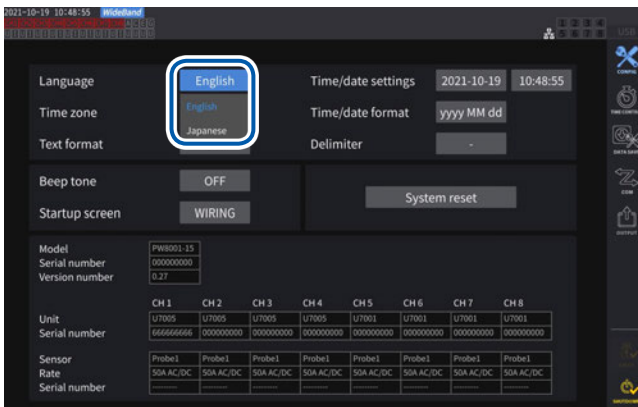 2021-10-19 10:48:55 WideBand
USB
Language English Time/date settings 2021-10-19 10:48:55
English
Japanese
Time zone Time/date format yyyy MM dd
Text format Delimiter -
Beep tone OFF
Startup screen WIRING
System reset
Model PW8001-15
Serial number 000000000
Version number 0.27
CH 1 CH 2 CH 3 CH 4 CH 5 CH 6 CH 7 CH 8
Unit U7005 U7005 U7005 U7005 U7001 U7001 U7001 U7001
Serial number 666666666 000000000 000000000 000000000 000000000 000000000 000000000 000000000
Sensor Probe1 Probe1 Probe1 Probe1 Probe1 Probe1 Probe1 Probe1
Rate 50A AC/DC 50A AC/DC 50A AC/DC 50A AC/DC 50A AC/DC 50A AC/DC 50A AC/DC 50A AC/DC
Serial number --------- --------- --------- --------- --------- --------- --------- ---------
CONFIG
TIME CONTROL
DATA SAVE
COM
OUTPUT
SHUTDOWN